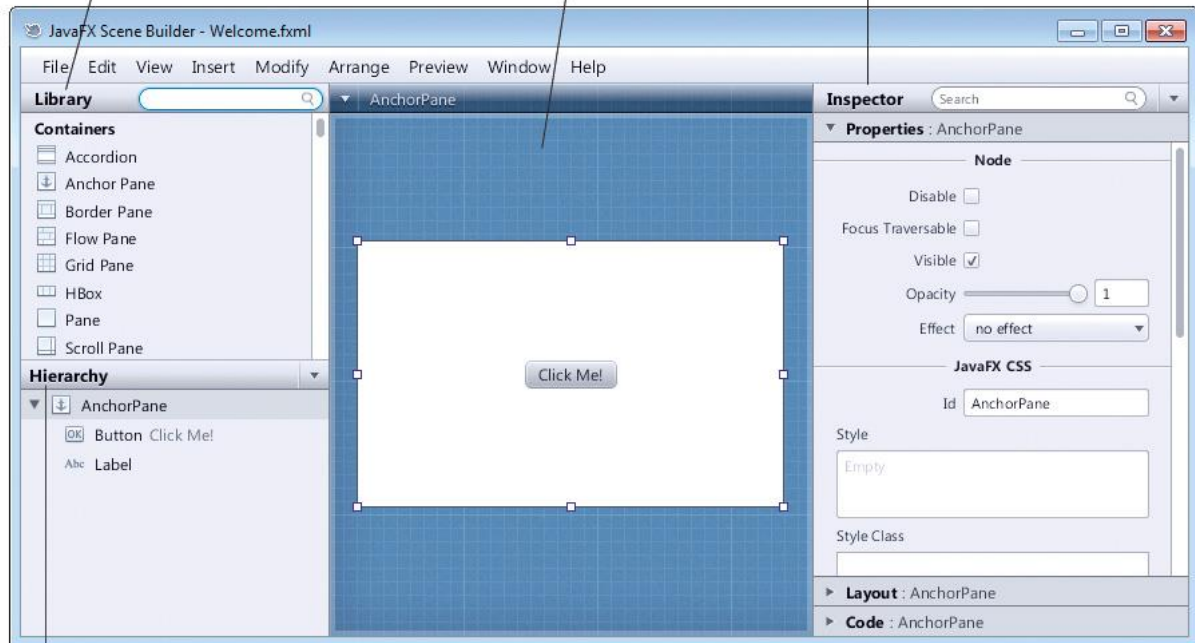 JavaFX Scene Builder - Welcome.fxml
File Edit View Insert Modify Arrange Preview Window Help
Library
Containers
Accordion
Anchor Pane
Border Pane
Flow Pane
Grid Pane
HBox
Pane
Scroll Pane
Hierarchy
AnchorPane
OK Button Click Me!
Abc Label
AnchorPane
Click Me!
Inspector Search
Properties : AnchorPane
Node
Disable
Focus Traversable
Visible
Opacity 1
Effect no effect
JavaFX CSS
Id AnchorPane
Style
Empty
Style Class
Layout : AnchorPane
Code : AnchorPane